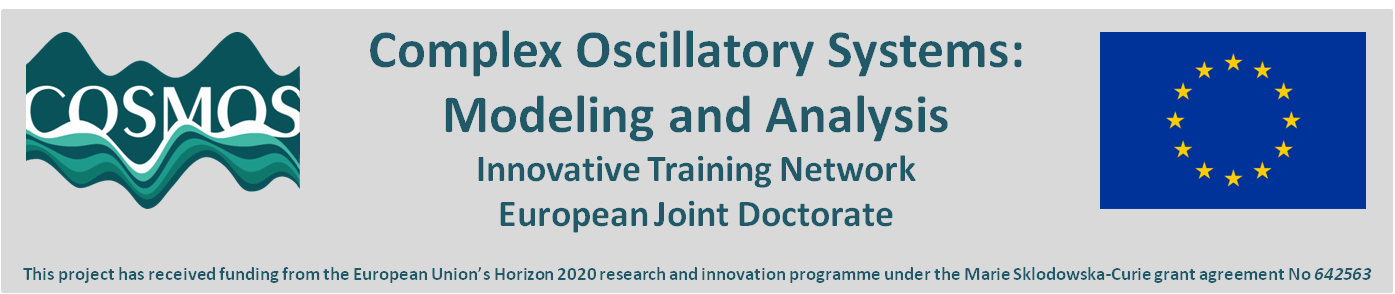 COSMOS
Complex Oscillatory Systems:
Modeling and Analysis
Innovative Training Network
European Joint Doctorate
This project has received funding from the European Union's Horizon 2020 research and innovation programme under the Marie Sklodowska-Curie grant agreement No 642563